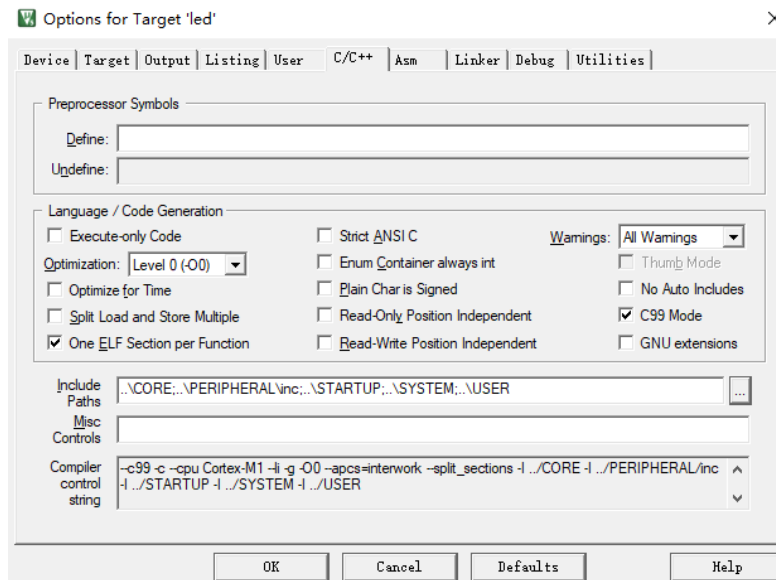 Options for Target 'led'
Device Target Output Listing User C/C++ Asm Linker Debug Utilities
Preprocessor Symbols
Define:
Undefine:
Language / Code Generation
Execute-only Code Strict ANSI C Warnings: All Warnings
Optimization: Level 0 (-O0) Enum Container always int Thumb Mode
Optimize for Time Plain Char is Signed No Auto Includes
Split Load and Store Multiple Read-Only Position Independent C99 Mode
One ELF Section per Function Read-Write Position Independent GNU extensions
Include Paths ..\CORE;..\PERIPHERAL\inc;..\STARTUP;..\SYSTEM;..\USER ...
Misc Controls
Compiler control string --c99 -c --cpu Cortex-M1 --li -g -O0 --apcs=interwork --split_sections -I ../CORE -I ../PERIPHERAL/inc
-I ../STARTUP -I ../SYSTEM -I ../USER
OK Cancel Defaults Help